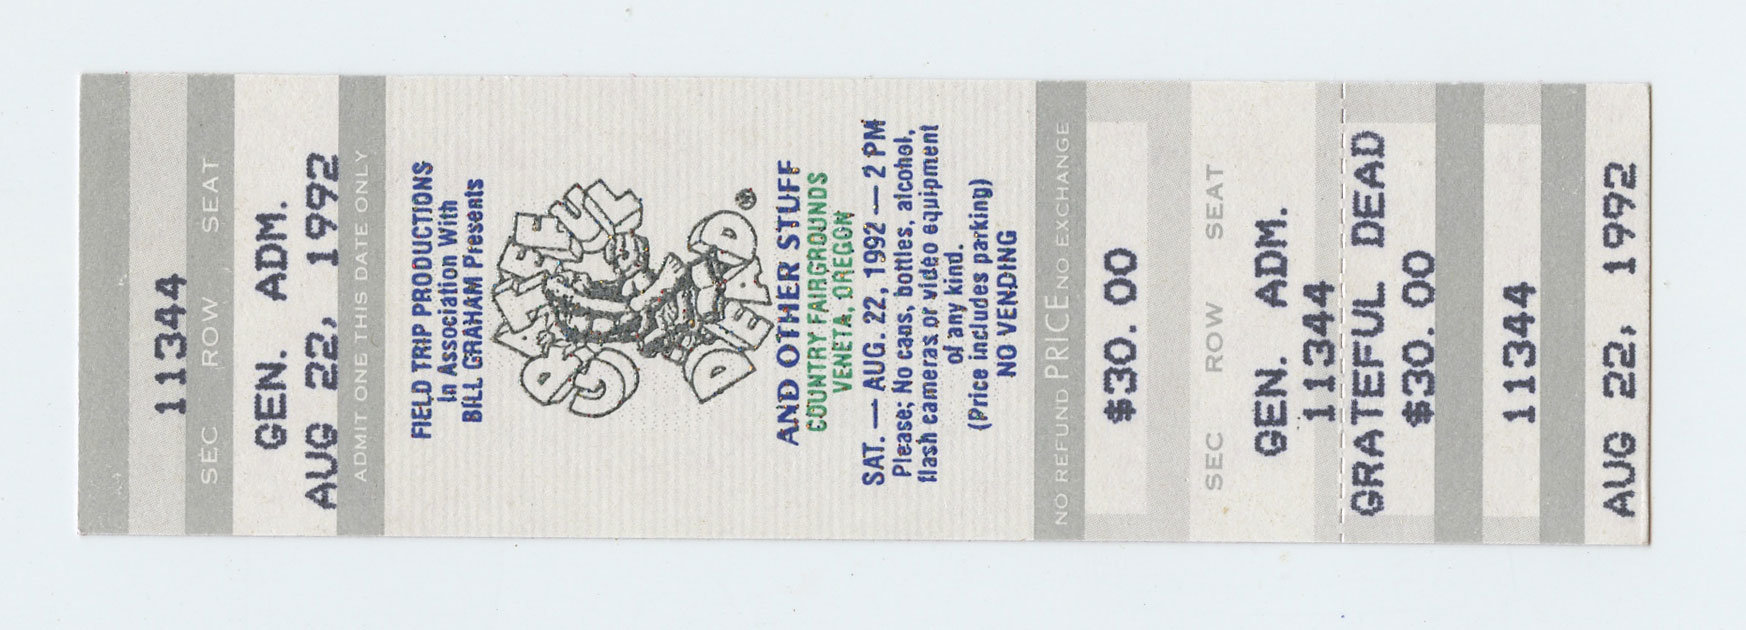 11344
SEC ROW SEAT
GEN. ADM.
AUG 22, 1992
ADMIT ONE THIS DATE ONLY
FIELD TRIP PRODUCTIONS
In Association With
BILL GRAHAM Presents
GRATEFUL
DEAD ®
AND OTHER STUFF
COUNTRY FAIRGROUNDS
VENETA, OREGON
SAT. — AUG. 22, 1992 — 2 PM
Please, No cans, bottles, alcohol,
flash cameras or video equipment
of any kind.
(Price includes parking)
NO VENDING
NO REFUND PRICE NO EXCHANGE
$30.00
SEC ROW SEAT
GEN. ADM.
11344
GRATEFUL DEAD
$30.00
11344
AUG 22, 1992